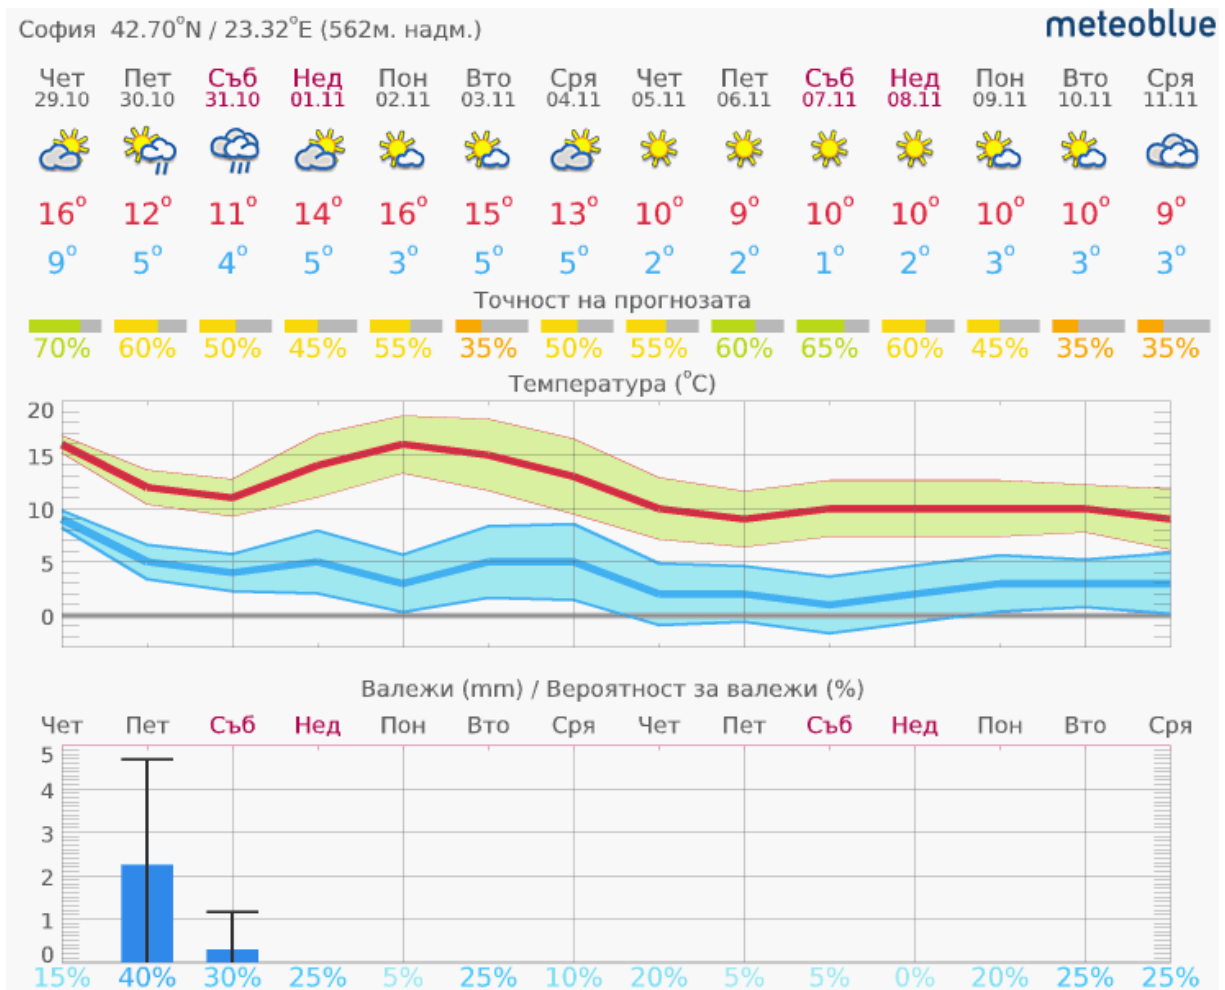 София 42.70°N / 23.32°E (562м. надм.)
meteoblue
Чет Пет Съб Нед Пон Вто Сря Чет Пет Съб Нед Пон Вто Сря
29.10 30.10 31.10 01.11 02.11 03.11 04.11 05.11 06.11 07.11 08.11 09.11 10.11 11.11
16° 12° 11° 14° 16° 15° 13° 10° 9° 10° 10° 10° 10° 9°
9° 5° 4° 5° 3° 5° 5° 2° 2° 1° 2° 3° 3° 3°
Точност на прогнозата
70% 60% 50% 45% 55% 35% 50% 55% 60% 65% 60% 45% 35% 35%
Температура (°C)
20
15
10
5
0
Валежи (mm) / Вероятност за валежи (%)
Чет Пет Съб Нед Пон Вто Сря Чет Пет Съб Нед Пон Вто Сря
5
4
3
2
1
0
15% 40% 30% 25% 5% 25% 10% 20% 5% 5% 0% 20% 25% 25%